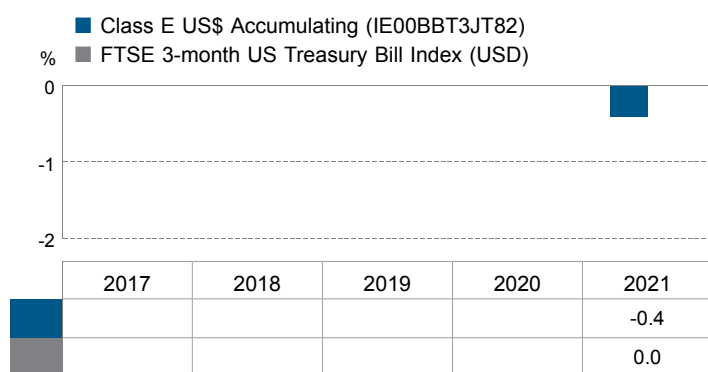 Class E US$ Accumulating (IE00BBT3JT82)
% FTSE 3-month US Treasury Bill Index (USD)
0
-1
-2
2017 2018 2019 2020 2021
-0.4
0.0